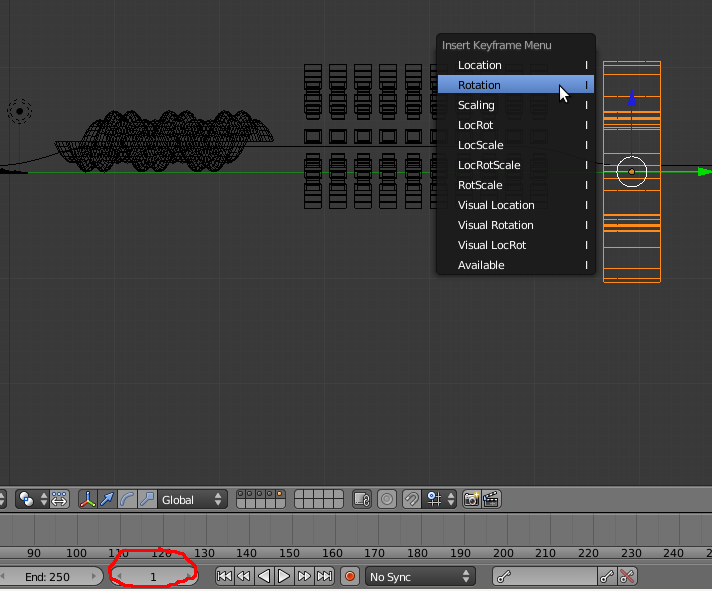 Insert Keyframe Menu
Location I
Rotation I
Scaling I
LocRot I
LocScale I
LocRotScale I
RotScale I
Visual Location I
Visual Rotation I
Visual LocRot I
Available I
Global
90 100 110 120 130 140 150 160 170 180 190 200 210 220 230 240 2
End: 250 1 No Sync